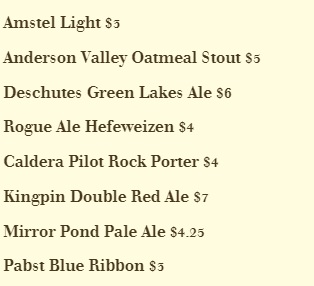 Amstel Light $5
Anderson Valley Oatmeal Stout $5
Deschutes Green Lakes Ale $6
Rogue Ale Hefeweizen $4
Caldera Pilot Rock Porter $4
Kingpin Double Red Ale $7
Mirror Pond Pale Ale $4.25
Pabst Blue Ribbon $3